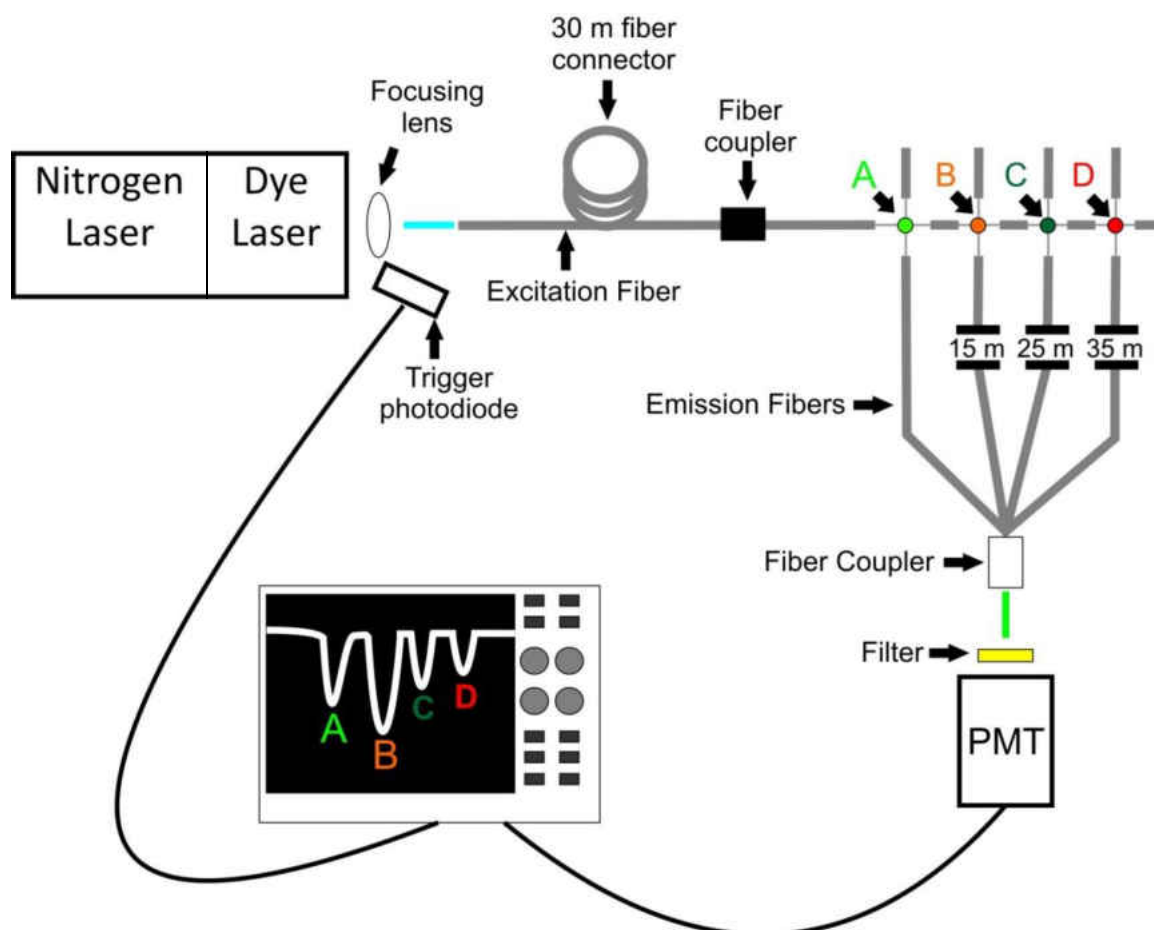 30 m fiber
connector
Focusing
lens
Fiber
coupler
Nitrogen
Laser
Dye
Laser
A
B
C
D
Excitation Fiber
Trigger
photodiode
15 m
25 m
35 m
Emission Fibers
Fiber Coupler
Filter
A
B
C
D
PMT